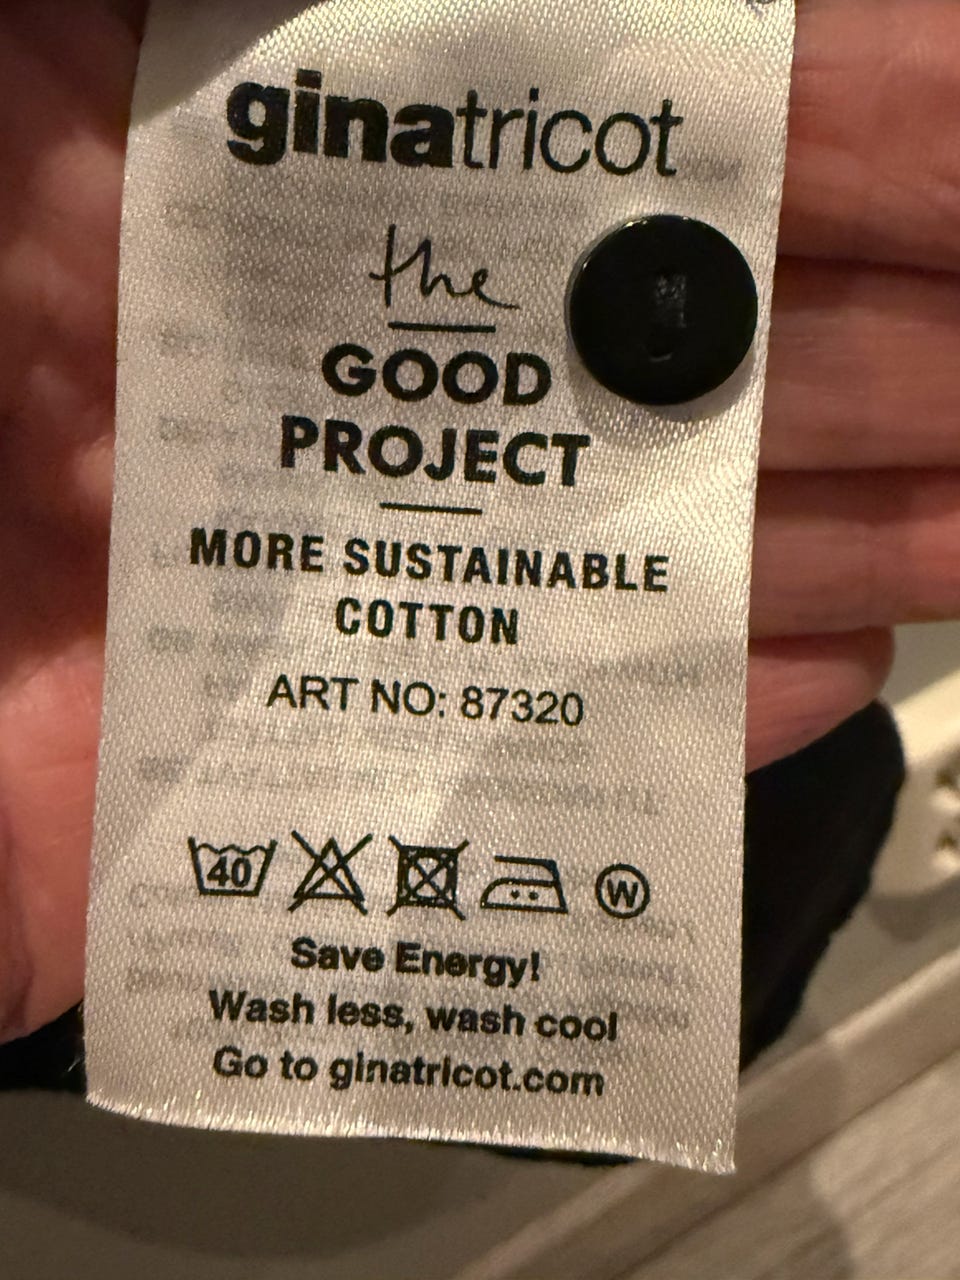 ginatricot
the
GOOD
PROJECT
MORE SUSTAINABLE
COTTON
ART NO: 87320
40
W
Save Energy!
Wash less, wash cool
Go to ginatricot.com